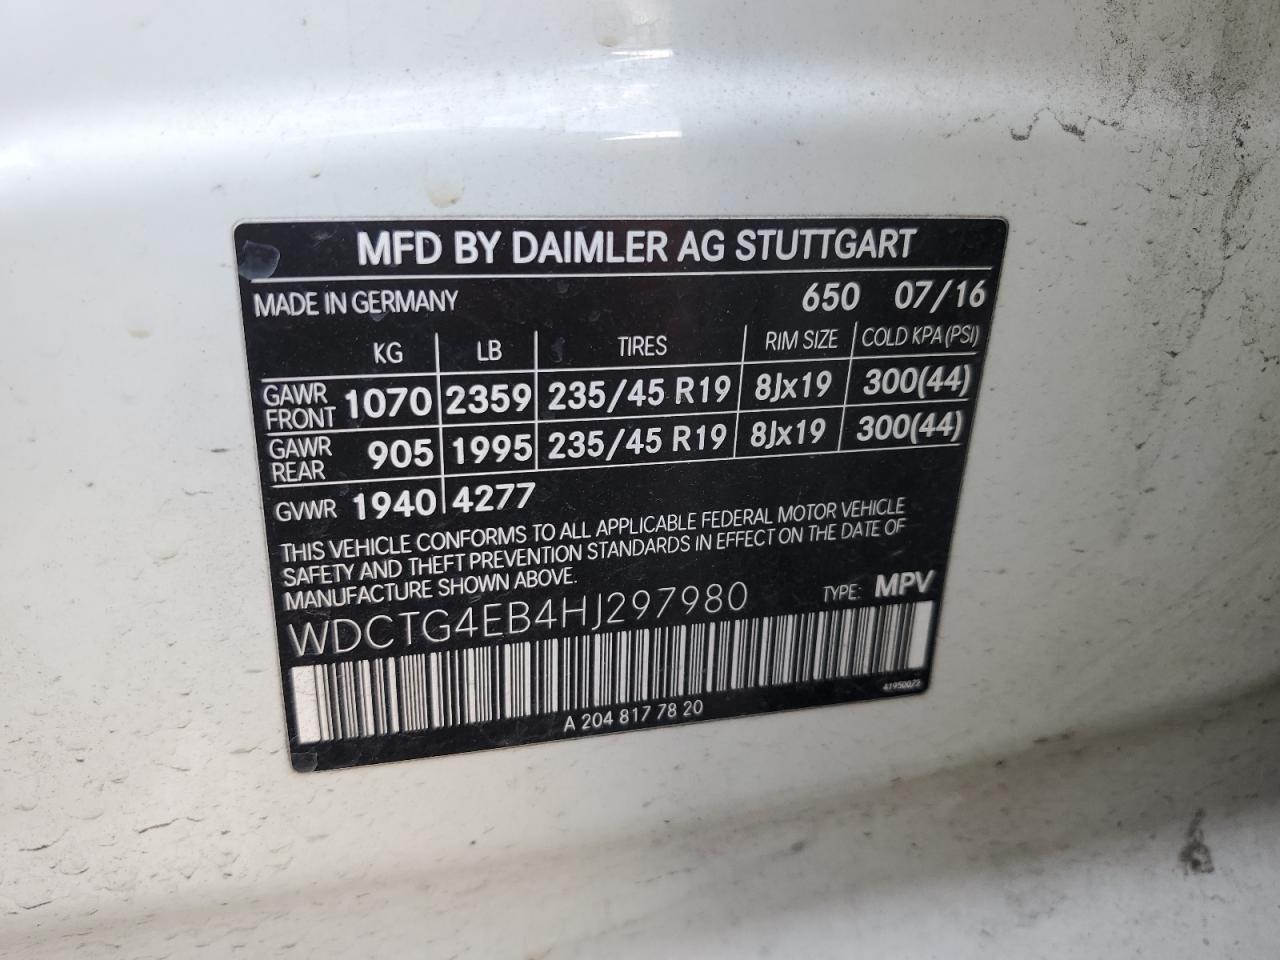 MFD BY DAIMLER AG STUTTGART
MADE IN GERMANY 650 07/16
KG LB TIRES RIM SIZE COLD KPA (PSI)
GAWR FRONT 1070 2359 235/45 R19 8Jx19 300(44)
GAWR REAR 905 1995 235/45 R19 8Jx19 300(44)
GVWR 1940 4277
THIS VEHICLE CONFORMS TO ALL APPLICABLE FEDERAL MOTOR VEHICLE
SAFETY AND THEFT PREVENTION STANDARDS IN EFFECT ON THE DATE OF
MANUFACTURE SHOWN ABOVE.
WDCTG4EB4HJ297980 TYPE: MPV
A 204 817 78 20
41950072